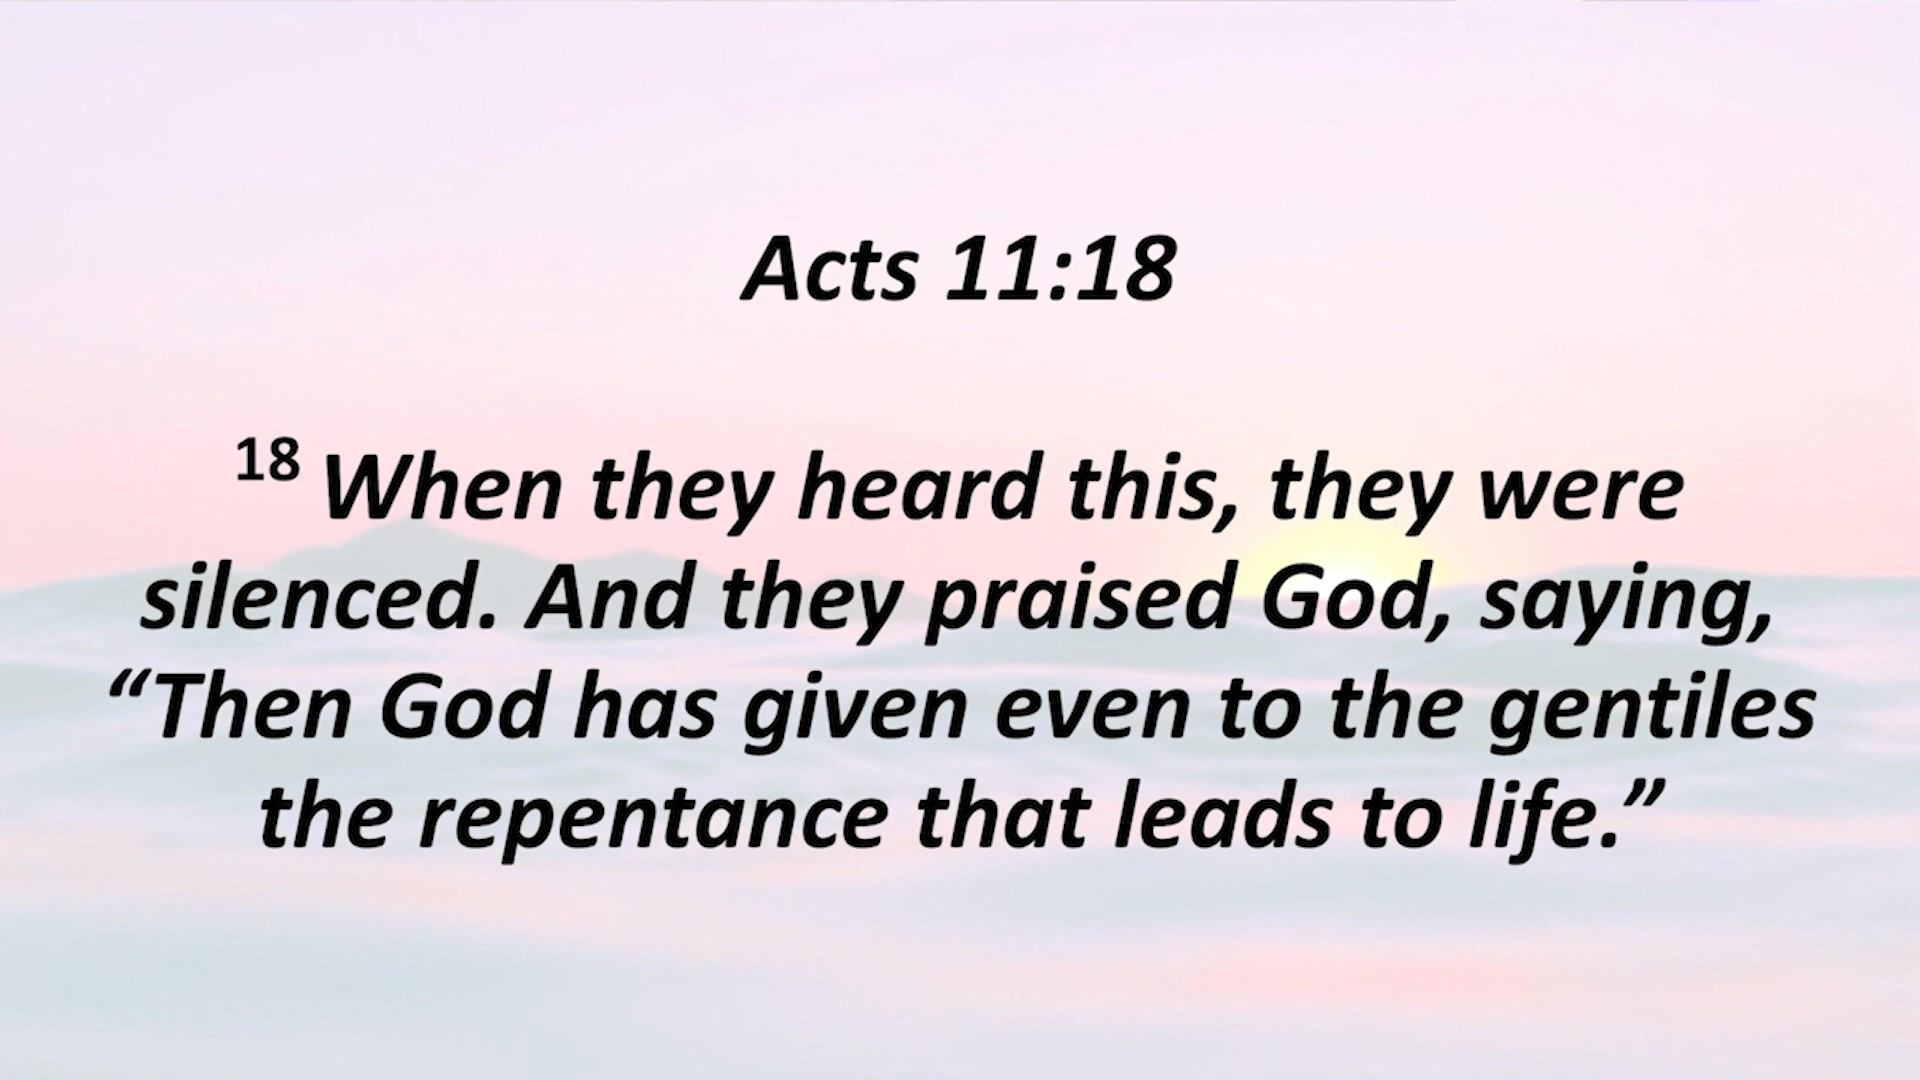 Acts 11:18
18 When they heard this, they were
silenced. And they praised God, saying,
“Then God has given even to the gentiles
the repentance that leads to life.”